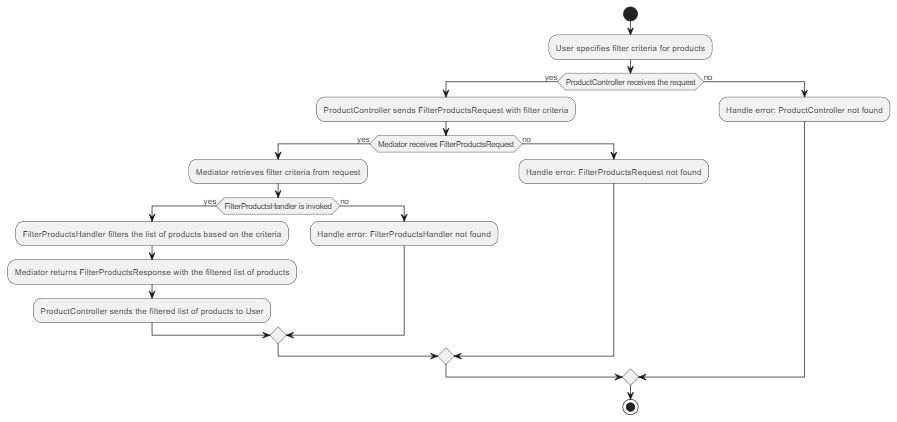 User specifies filter criteria for products
yes
ProductController receives the request
no
ProductController sends FilterProductsRequest with filter criteria
Handle error: ProductController not found
yes
Mediator receives FilterProductsRequest
no
Mediator retrieves filter criteria from request
Handle error: FilterProductsRequest not found
yes
FilterProductsHandler is invoked
no
FilterProductsHandler filters the list of products based on the criteria
Handle error: FilterProductsHandler not found
Mediator returns FilterProductsResponse with the filtered list of products
ProductController sends the filtered list of products to User